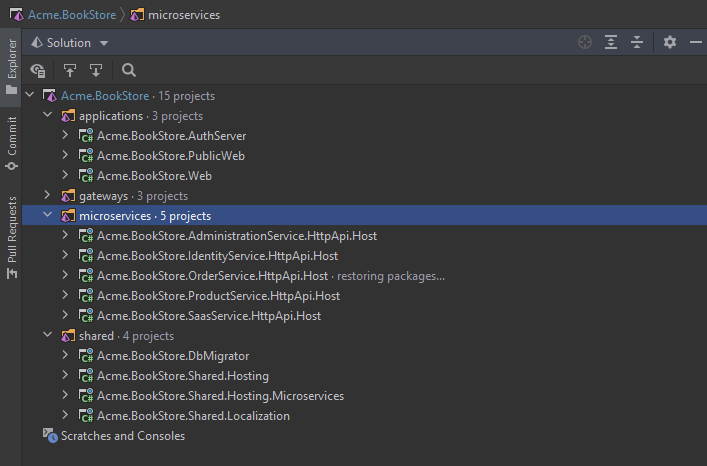 Acme.BookStore microservices
Explorer
Solution
Commit
Pull Requests
Acme.BookStore · 15 projects
applications · 3 projects
Acme.BookStore.AuthServer
Acme.BookStore.PublicWeb
Acme.BookStore.Web
gateways · 3 projects
microservices · 5 projects
Acme.BookStore.AdministrationService.HttpApi.Host
Acme.BookStore.IdentityService.HttpApi.Host
Acme.BookStore.OrderService.HttpApi.Host · restoring packages...
Acme.BookStore.ProductService.HttpApi.Host
Acme.BookStore.SaasService.HttpApi.Host
shared · 4 projects
Acme.BookStore.DbMigrator
Acme.BookStore.Shared.Hosting
Acme.BookStore.Shared.Hosting.Microservices
Acme.BookStore.Shared.Localization
Scratches and Consoles